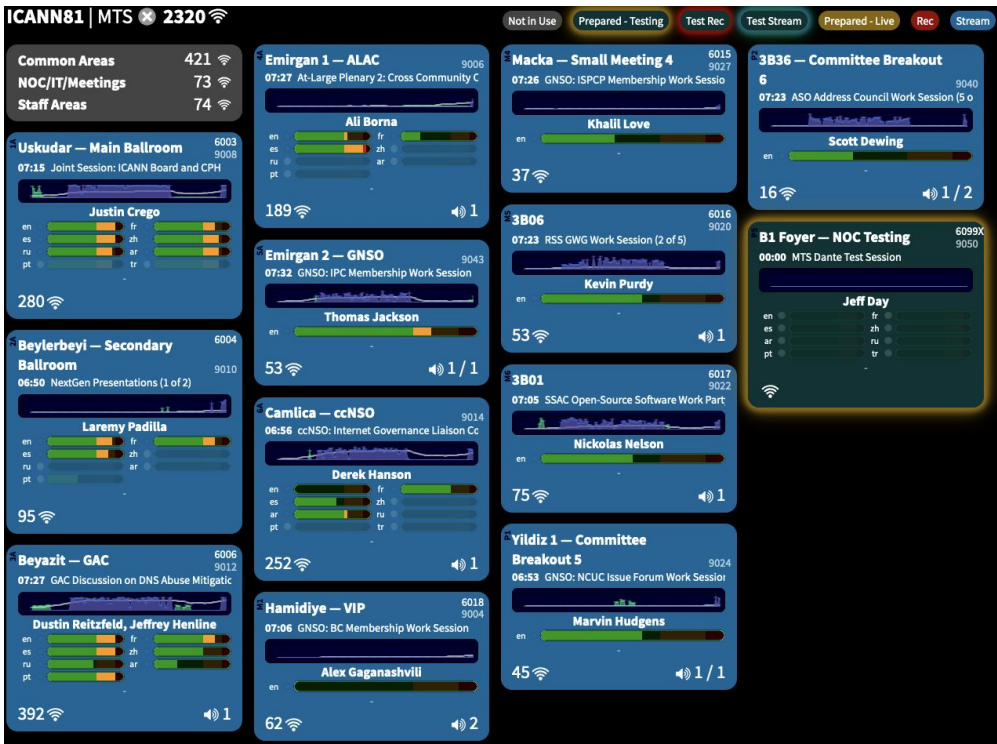 ICANN81 | MTS 2320
Not in Use
Prepared - Testing
Test Rec
Test Stream
Prepared - Live
Rec
Stream
Common Areas 421
NOC/IT/Meetings 73
Staff Areas 74
1A
Uskudar — Main Ballroom 6003
9008
07:15 Joint Session: ICANN Board and CPH
Justin Crego
en fr
es zh
ru ar
pt tr
-
280
2A
Beylerbeyi — Secondary 6004
Ballroom 9010
06:50 NextGen Presentations (1 of 2)
Laremy Padilla
en fr
es zh
ru ar
pt
-
95
3A
Beyazit — GAC 6006
9012
07:27 GAC Discussion on DNS Abuse Mitigatic
Dustin Reitzfeld, Jeffrey Henline
en fr
es zh
ru ar
pt
-
392 1
4A
Emirgan 1 — ALAC 9006
07:27 At-Large Plenary 2: Cross Community C
Ali Borna
en fr
es zh
ru ar
pt
-
189 1
5A
Emirgan 2 — GNSO 9043
07:32 GNSO: IPC Membership Work Session
Thomas Jackson
en
-
53 1 / 1
6A
Camlica — ccNSO 9014
06:56 ccNSO: Internet Governance Liaison Cc
Derek Hanson
en fr
es zh
ar ru
pt tr
-
252 1
M1
Hamidiye — VIP 6018
9004
07:06 GNSO: BC Membership Work Session
Alex Gaganashvili
en
-
62 2
M4
Macka — Small Meeting 4 6015
9027
07:26 GNSO: ISPCP Membership Work Sessio
Khalil Love
en
-
37
M5
3B06 6016
9020
07:23 RSS GWG Work Session (2 of 5)
Kevin Purdy
en
-
53 1
M6
3B01 6017
9022
07:05 SSAC Open-Source Software Work Part
Nickolas Nelson
en
-
75 1
P1
Yildiz 1 — Committee
Breakout 5 9024
06:53 GNSO: NCUC Issue Forum Work Session
Marvin Hudgens
en
-
45 1 / 1
P2
3B36 — Committee Breakout
6 9040
07:23 ASO Address Council Work Session (5 o
Scott Dewing
en
-
16 1 / 2
B1 Foyer — NOC Testing 6099X
9050
00:00 MTS Dante Test Session
Jeff Day
en fr
es zh
ar ru
pt tr
-